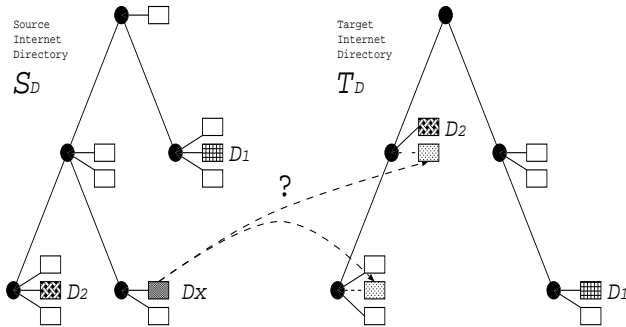 Source
Internet
Directory
SD
Target
Internet
Directory
TD
D2
D1
?
D2
Dx
D1